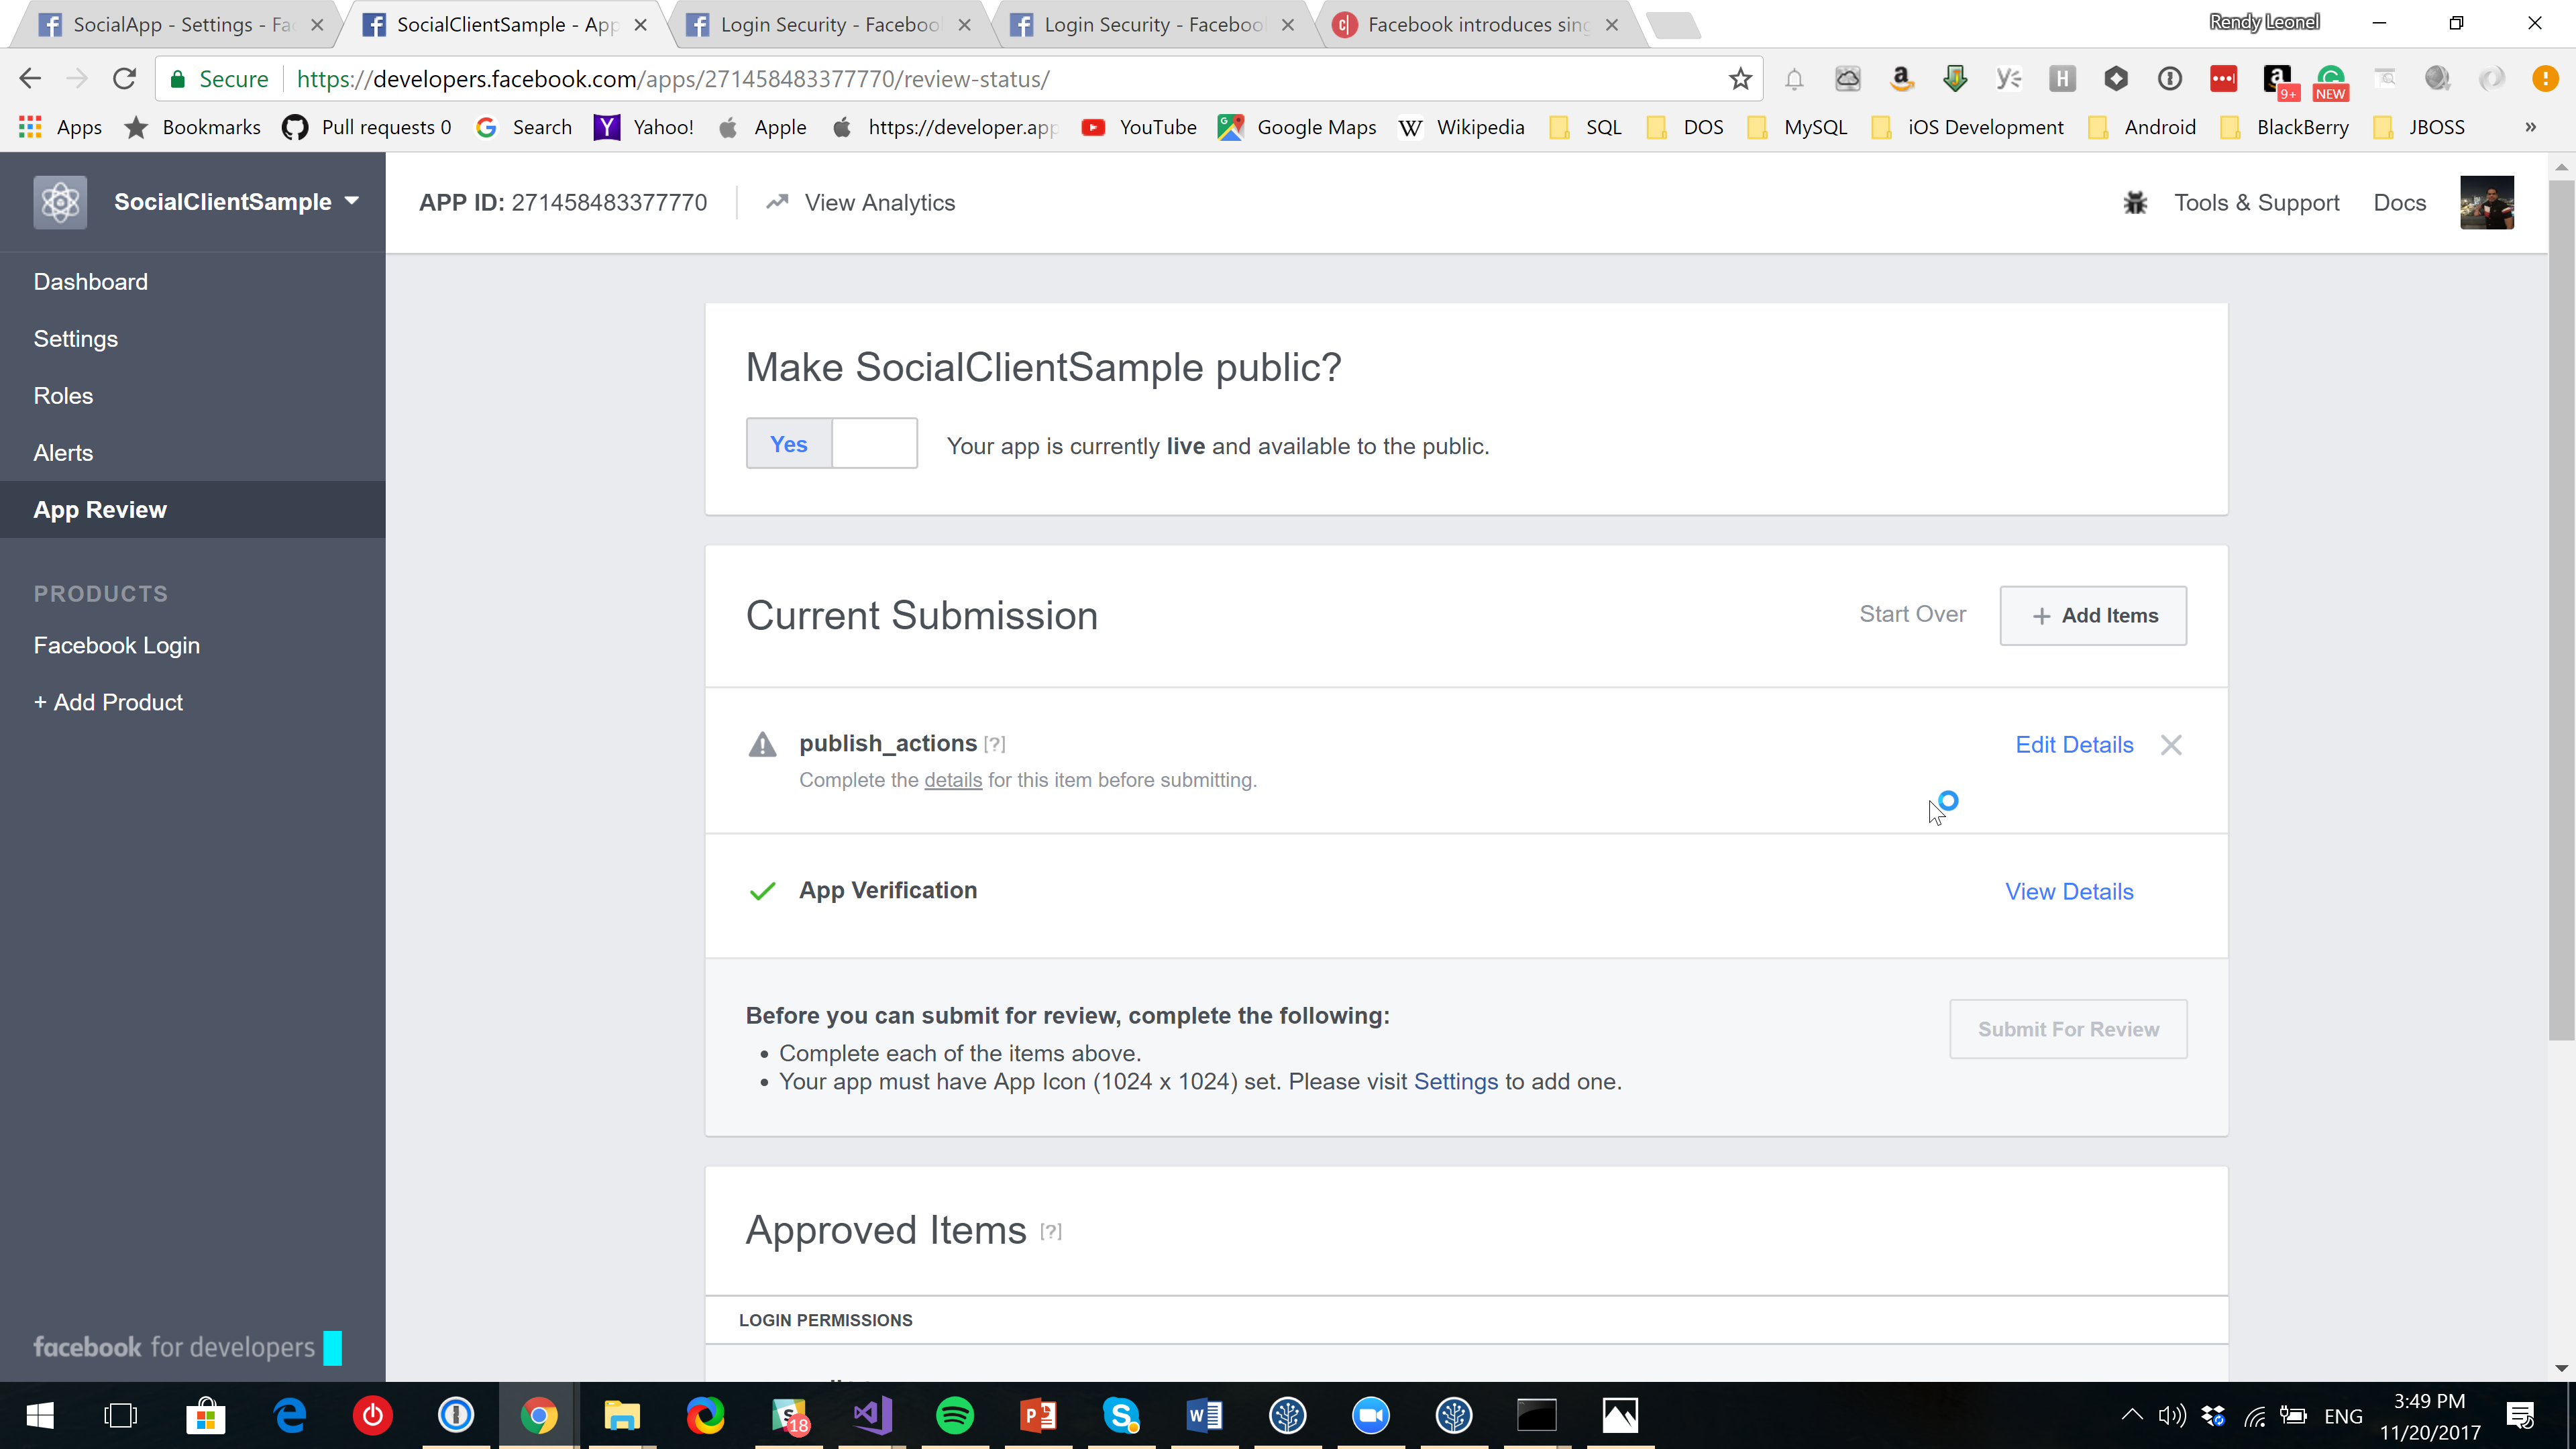 SocialApp - Settings - Fa
SocialClientSample - App
Login Security - Facebool
Login Security - Facebool
Facebook introduces sing
Rendy Leonel
Secure
https://developers.facebook.com/apps/271458483377770/review-status/
9+
NEW
Apps
Bookmarks
Pull requests 0
Search
Yahoo!
Apple
https://developer.app
YouTube
Google Maps
Wikipedia
SQL
DOS
MySQL
iOS Development
Android
BlackBerry
JBOSS
»
SocialClientSample
APP ID: 271458483377770
View Analytics
Tools & Support
Docs
Dashboard
Settings
Roles
Alerts
App Review
PRODUCTS
Facebook Login
+ Add Product
facebook for developers
Make SocialClientSample public?
Yes
Your app is currently live and available to the public.
Current Submission
Start Over
+ Add Items
publish_actions [?]
Edit Details
Complete the details for this item before submitting.
App Verification
View Details
Before you can submit for review, complete the following:
• Complete each of the items above.
• Your app must have App Icon (1024 x 1024) set. Please visit Settings to add one.
Submit For Review
Approved Items [?]
LOGIN PERMISSIONS
18
ENG
3:49 PM
11/20/2017